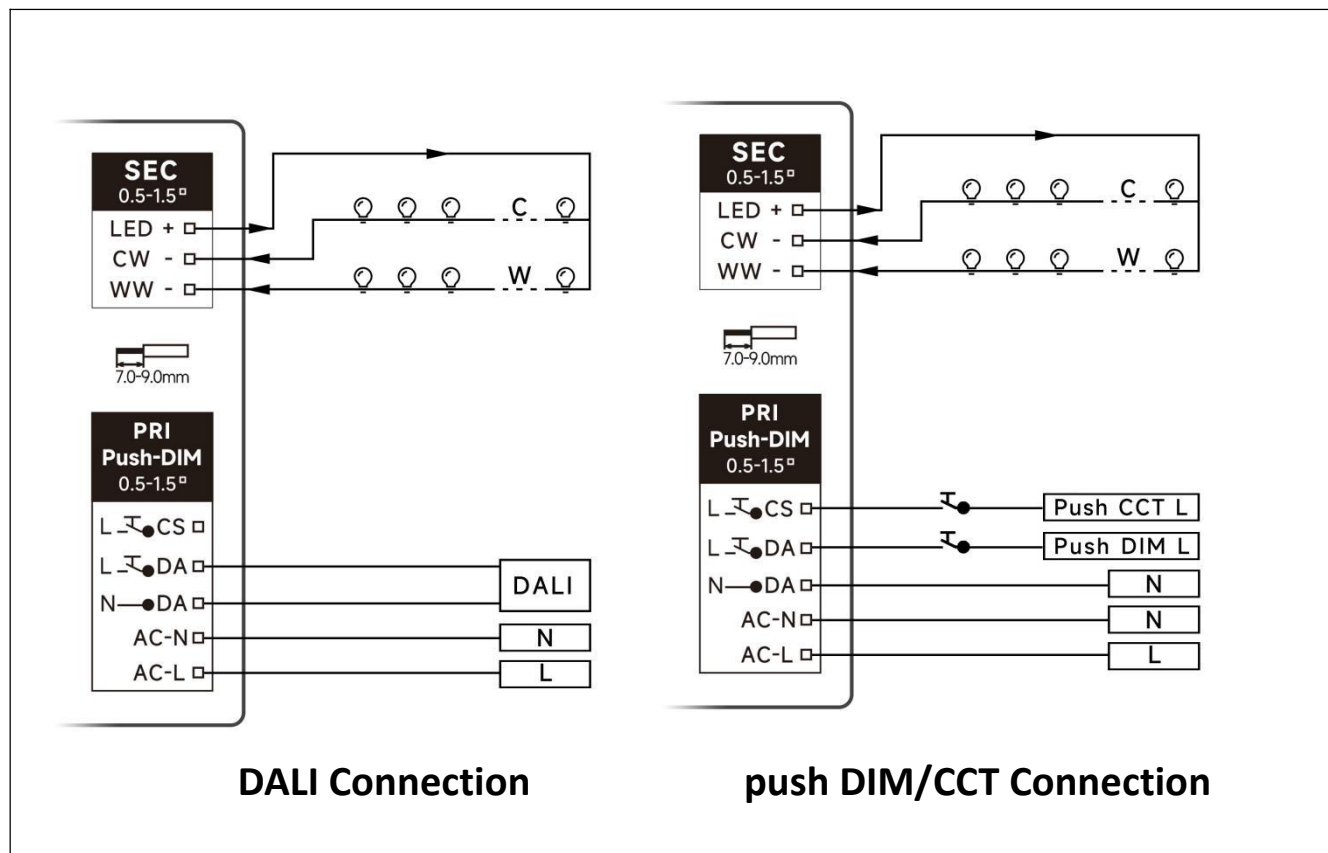 SEC
0.5-1.5▫
LED + C
CW -
WW - W
7.0-9.0mm
PRI
Push-DIM
0.5-1.5▫
L CS
L DA
N DA
DALI
AC-N N
AC-L L
DALI Connection
SEC
0.5-1.5▫
LED + C
CW -
WW - W
7.0-9.0mm
PRI
Push-DIM
0.5-1.5▫
L CS Push CCT L
L DA Push DIM L
N DA N
AC-N N
AC-L L
push DIM/CCT Connection